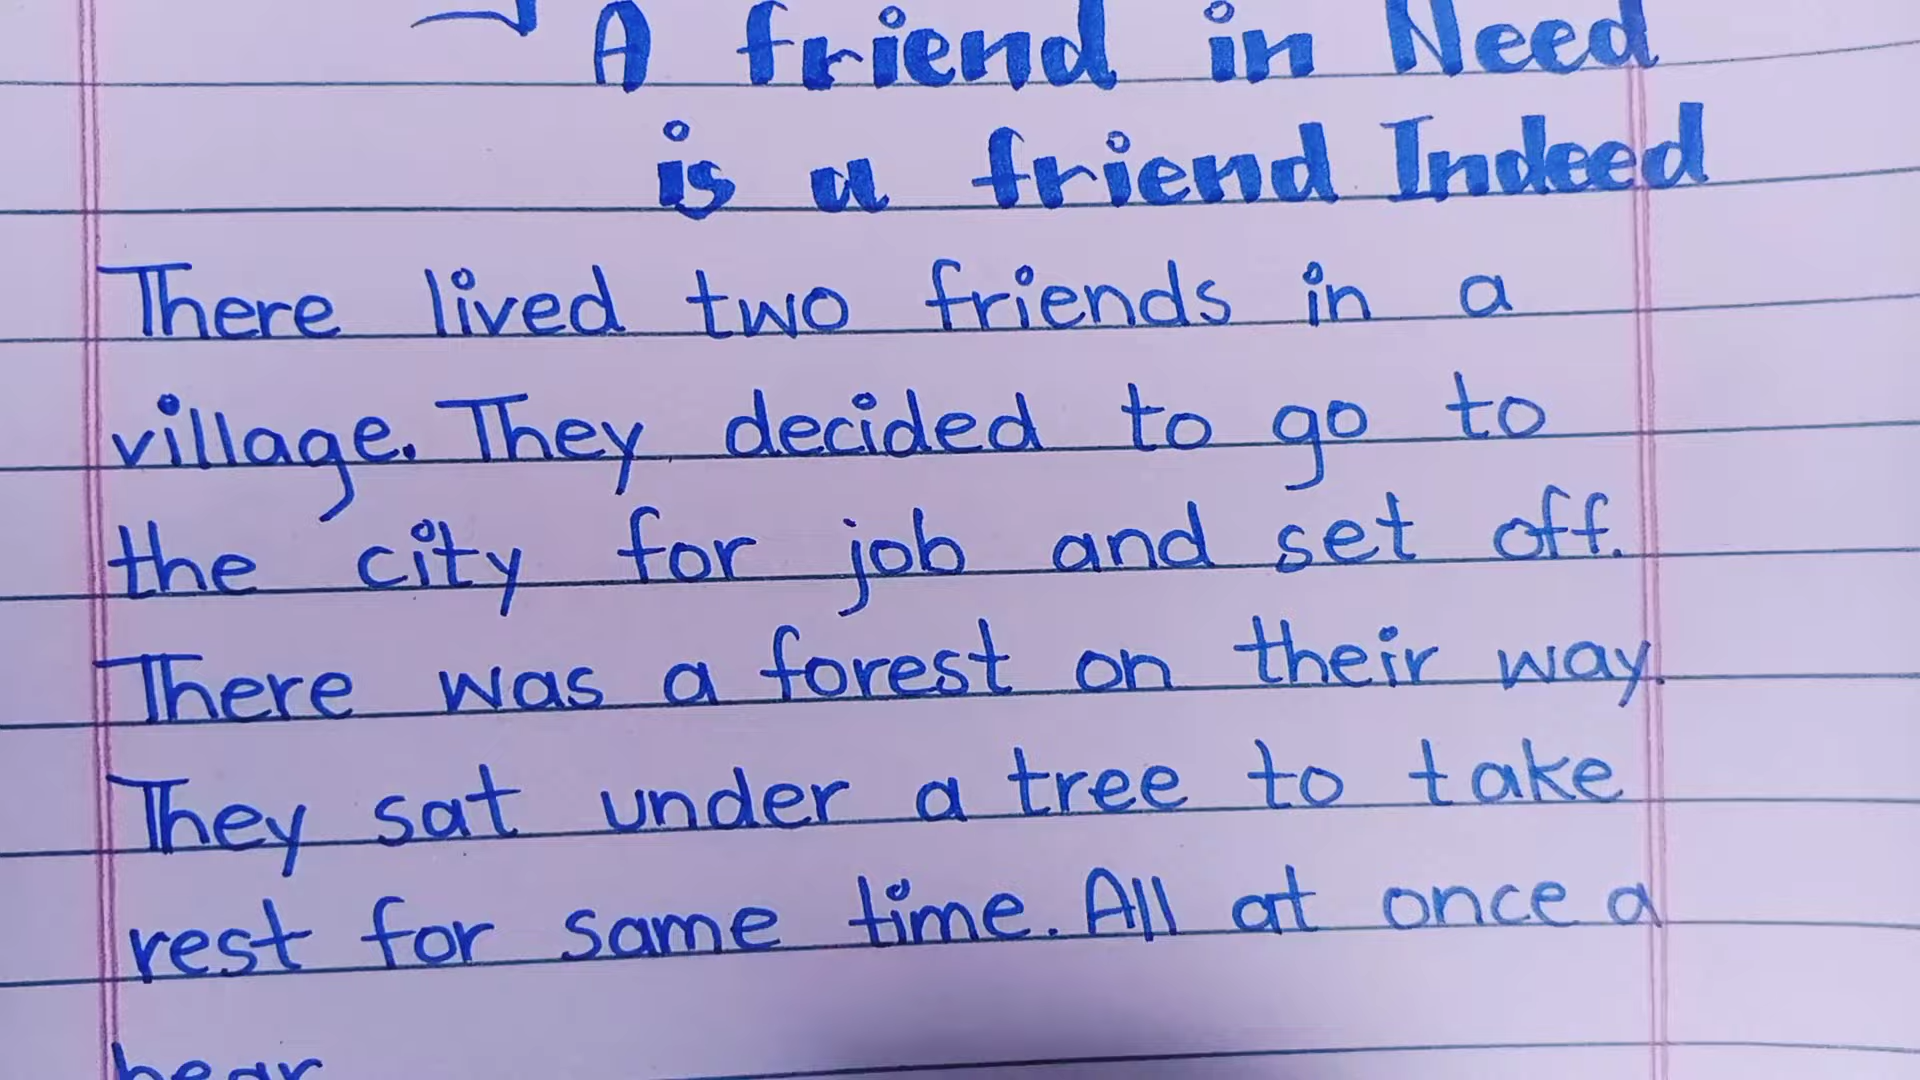 A friend in Need
is a friend Indeed
There lived two friends in a
village. They decided to go to
the city for job and set off.
There was a forest on their way.
They sat under a tree to take
rest for same time. All at once a
bear